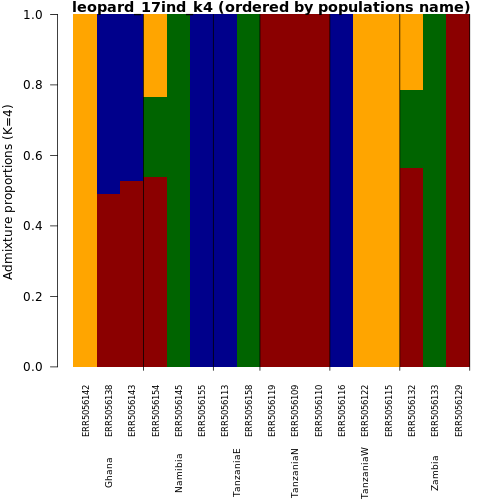 leopard_17ind_k4 (ordered by populations name)
Admixture proportions (K=4)
1.0
0.8
0.6
0.4
0.2
0.0
ERR5056142
ERR5056138
ERR5056143
ERR5056154
ERR5056145
ERR5056155
ERR5056113
ERR5056158
ERR5056119
ERR5056109
ERR5056110
ERR5056116
ERR5056122
ERR5056115
ERR5056132
ERR5056133
ERR5056129
Ghana
Namibia
TanzaniaE
TanzaniaN
TanzaniaW
Zambia